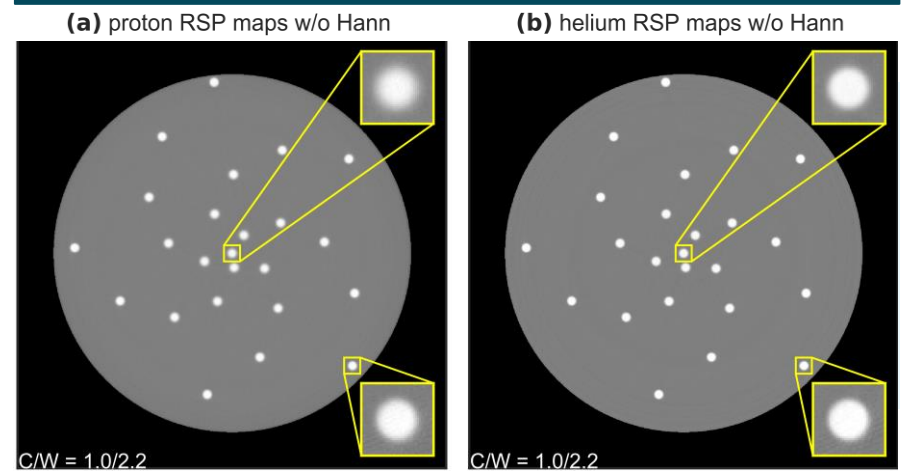 (a) proton RSP maps w/o Hann
(b) helium RSP maps w/o Hann
C/W = 1.0/2.2
C/W = 1.0/2.2